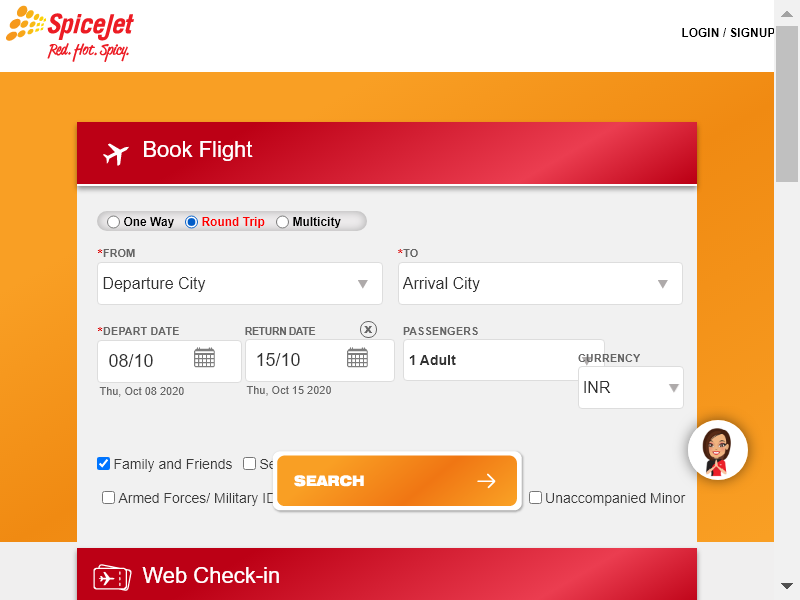 SpiceJet
Red. Hot. Spicy.
LOGIN / SIGNUP
Book Flight
One Way Round Trip Multicity
*FROM *TO
Departure City Arrival City
*DEPART DATE RETURN DATE PASSENGERS
08/10 15/10 1 Adult
CURRENCY
INR
Thu, Oct 08 2020 Thu, Oct 15 2020
Family and Friends Se
SEARCH
Armed Forces/ Military ID Unaccompanied Minor
Web Check-in